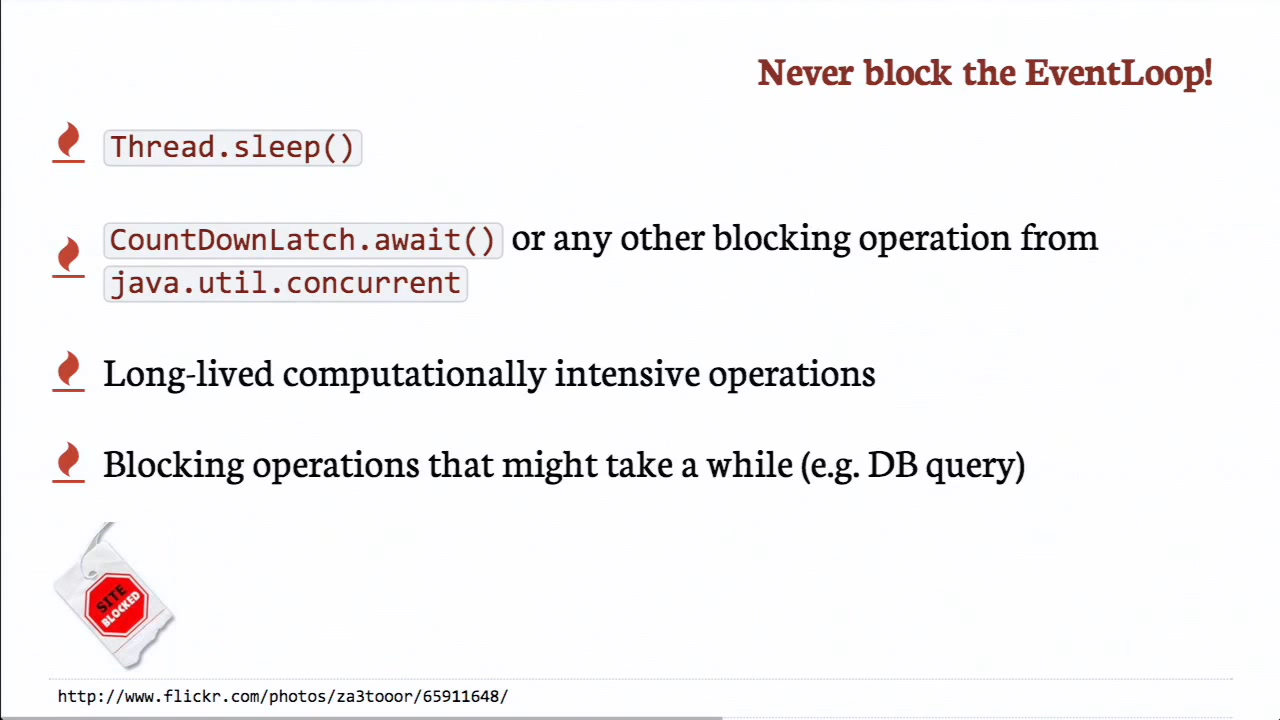 Never block the EventLoop!
Thread.sleep()
CountDownLatch.await() or any other blocking operation from
java.util.concurrent
Long-lived computationally intensive operations
Blocking operations that might take a while (e.g. DB query)
SITE
BLOCKED
http://www.flickr.com/photos/za3tooor/65911648/